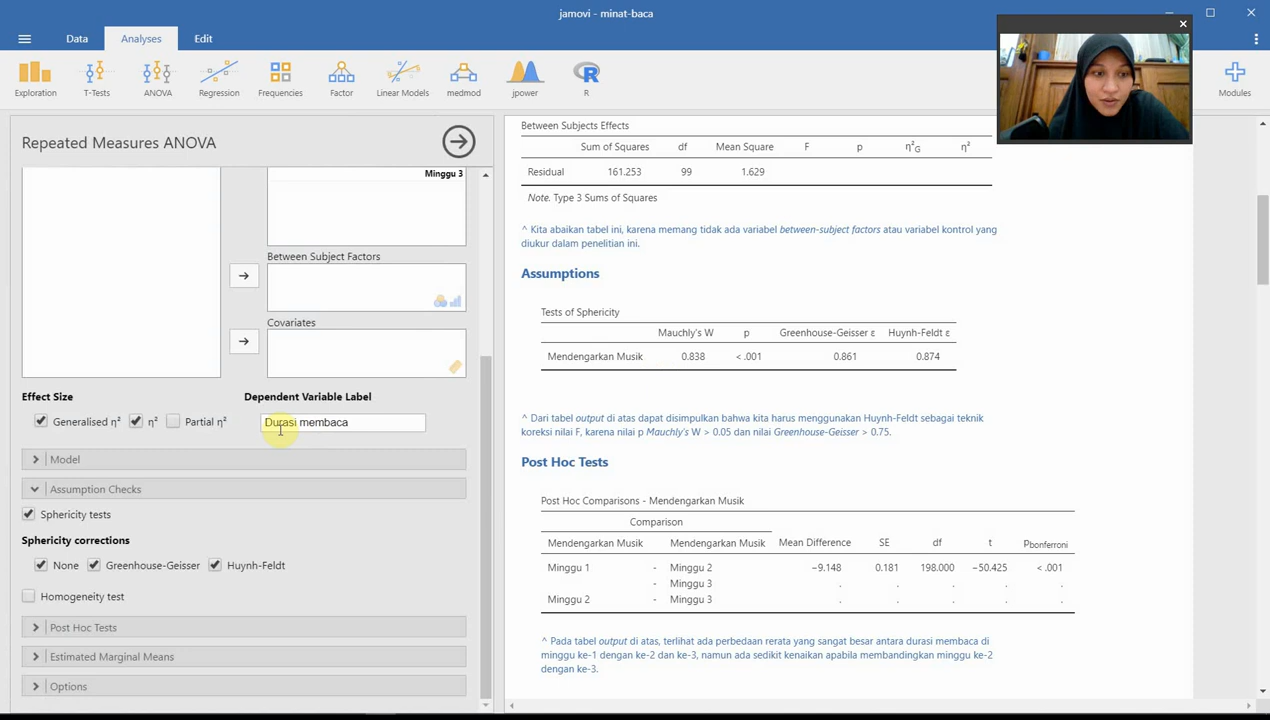 jamovi - minat-baca
Data Analyses Edit
Exploration T-Tests ANOVA Regression Frequencies Factor Linear Models medmod jpower R Modules
Repeated Measures ANOVA
Minggu 3
Between Subject Factors
Covariates
Effect Size Dependent Variable Label
Generalised η² η² Partial η² Durasi membaca
Model
Assumption Checks
Sphericity tests
Sphericity corrections
None Greenhouse-Geisser Huynh-Feldt
Homogeneity test
Post Hoc Tests
Estimated Marginal Means
Options
Between Subjects Effects
Sum of Squares df Mean Square F p η²G η²
Residual 161.253 99 1.629
Note. Type 3 Sums of Squares
^ Kita abaikan tabel ini, karena memang tidak ada variabel between-subject factors atau variabel kontrol yang
diukur dalam penelitian ini.
Assumptions
Tests of Sphericity
Mauchly's W p Greenhouse-Geisser ε Huynh-Feldt ε
Mendengarkan Musik 0.838 < .001 0.861 0.874
^ Dari tabel output di atas dapat disimpulkan bahwa kita harus menggunakan Huynh-Feldt sebagai teknik
koreksi nilai F, karena nilai p Mauchly's W > 0.05 dan nilai Greenhouse-Geisser > 0.75.
Post Hoc Tests
Post Hoc Comparisons - Mendengarkan Musik
Comparison
Mendengarkan Musik Mendengarkan Musik Mean Difference SE df t pbonferroni
Minggu 1 - Minggu 2 −9.148 0.181 198.000 −50.425 < .001
- Minggu 3 . . . . .
Minggu 2 - Minggu 3 . . . . .
^ Pada tabel output di atas, terlihat ada perbedaan rerata yang sangat besar antara durasi membaca di
minggu ke-1 dengan ke-2 dan ke-3, namun ada sedikit kenaikan apabila membandingkan minggu ke-2
dengan ke-3.